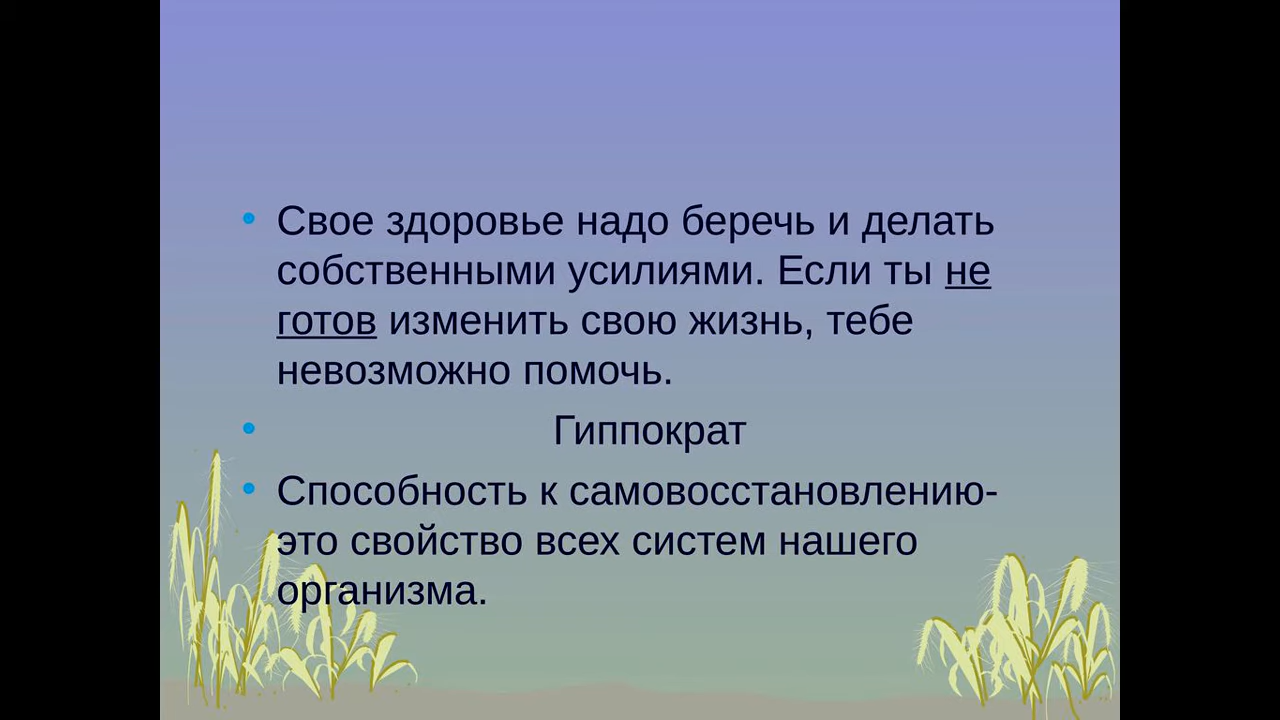 • Свое здоровье надо беречь и делать
собственными усилиями. Если ты не
готов изменить свою жизнь, тебе
невозможно помочь.
• Гиппократ
• Способность к самовосстановлению-
это свойство всех систем нашего
организма.